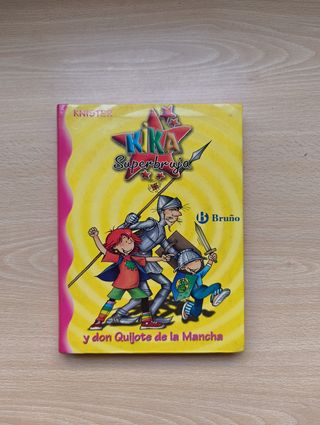 KNISTER
KIKA
Superbruja
B Bruño
y don Quijote de la Mancha